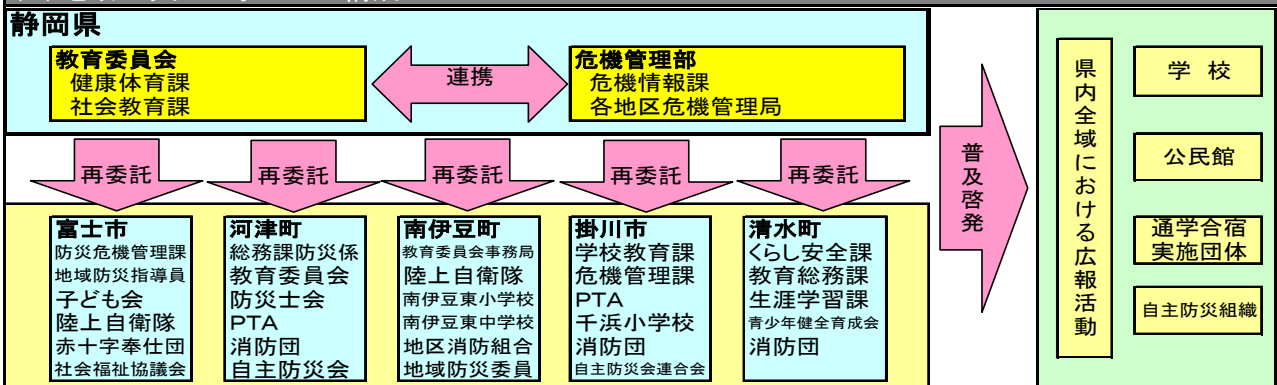 静岡県
教育委員会
健康体育課
社会教育課
連携
危機管理部
危機情報課
各地区危機管理局
再委託
再委託
再委託
再委託
再委託
富士市
防災危機管理課
地域防災指導員
子ども会
陸上自衛隊
赤十字奉仕団
社会福祉協議会
河津町
総務課防災係
教育委員会
防災士会
PTA
消防団
自主防災会
南伊豆町
教育委員会事務局
陸上自衛隊
南伊豆東小学校
南伊豆東中学校
地区消防組合
地域防災委員
掛川市
学校教育課
危機管理課
PTA
千浜小学校
消防団
自主防災会連合会
清水町
くらし安全課
教育総務課
生涯学習課
青少年健全育成会
消防団
普及啓発
県内全域における広報活動
学 校
公民館
通学合宿
実施団体
自主防災組織